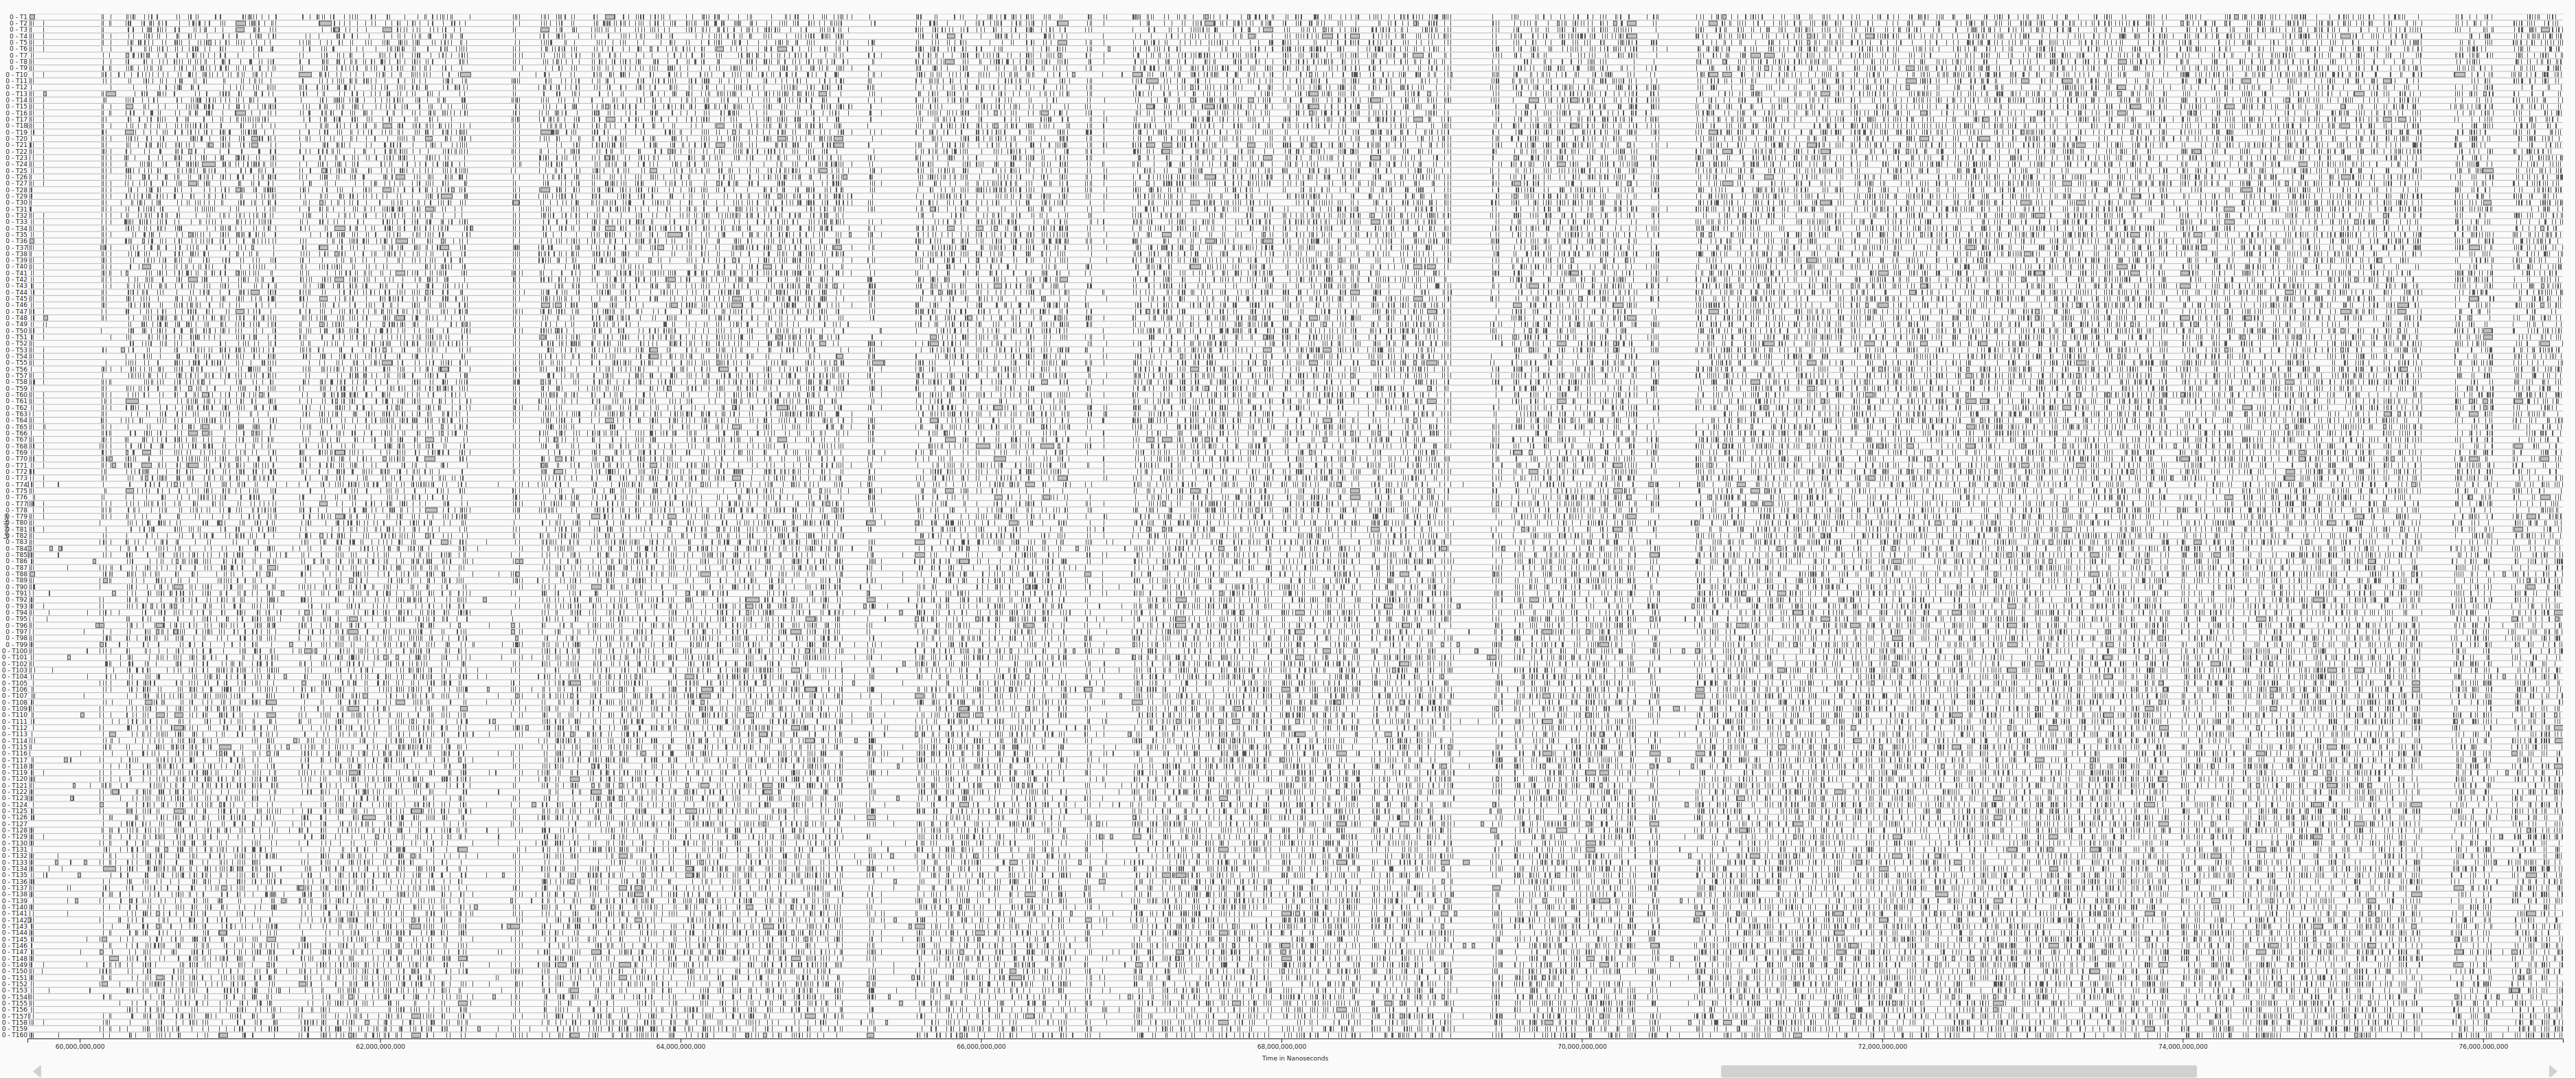 0 - T1
0 - T2
0 - T3
0 - T4
0 - T5
0 - T6
0 - T7
0 - T8
0 - T9
0 - T10
0 - T11
0 - T12
0 - T13
0 - T14
0 - T15
0 - T16
0 - T17
0 - T18
0 - T19
0 - T20
0 - T21
0 - T22
0 - T23
0 - T24
0 - T25
0 - T26
0 - T27
0 - T28
0 - T29
0 - T30
0 - T31
0 - T32
0 - T33
0 - T34
0 - T35
0 - T36
0 - T37
0 - T38
0 - T39
0 - T40
0 - T41
0 - T42
0 - T43
0 - T44
0 - T45
0 - T46
0 - T47
0 - T48
0 - T49
0 - T50
0 - T51
0 - T52
0 - T53
0 - T54
0 - T55
0 - T56
0 - T57
0 - T58
0 - T59
0 - T60
0 - T61
0 - T62
0 - T63
0 - T64
0 - T65
0 - T66
0 - T67
0 - T68
0 - T69
0 - T70
0 - T71
0 - T72
0 - T73
0 - T74
0 - T75
0 - T76
0 - T77
0 - T78
0 - T79
0 - T80
0 - T81
0 - T82
0 - T83
0 - T84
0 - T85
0 - T86
0 - T87
0 - T88
0 - T89
0 - T90
0 - T91
0 - T92
0 - T93
0 - T94
0 - T95
0 - T96
0 - T97
0 - T98
0 - T99
0 - T100
0 - T101
0 - T102
0 - T103
0 - T104
0 - T105
0 - T106
0 - T107
0 - T108
0 - T109
0 - T110
0 - T111
0 - T112
0 - T113
0 - T114
0 - T115
0 - T116
0 - T117
0 - T118
0 - T119
0 - T120
0 - T121
0 - T122
0 - T123
0 - T124
0 - T125
0 - T126
0 - T127
0 - T128
0 - T129
0 - T130
0 - T131
0 - T132
0 - T133
0 - T134
0 - T135
0 - T136
0 - T137
0 - T138
0 - T139
0 - T140
0 - T141
0 - T142
0 - T143
0 - T144
0 - T145
0 - T146
0 - T147
0 - T148
0 - T149
0 - T150
0 - T151
0 - T152
0 - T153
0 - T154
0 - T155
0 - T156
0 - T157
0 - T158
0 - T159
0 - T160
60,000,000,000 62,000,000,000 64,000,000,000 66,000,000,000 68,000,000,000 70,000,000,000 72,000,000,000 74,000,000,000 76,000,000,000
Time in Nanoseconds